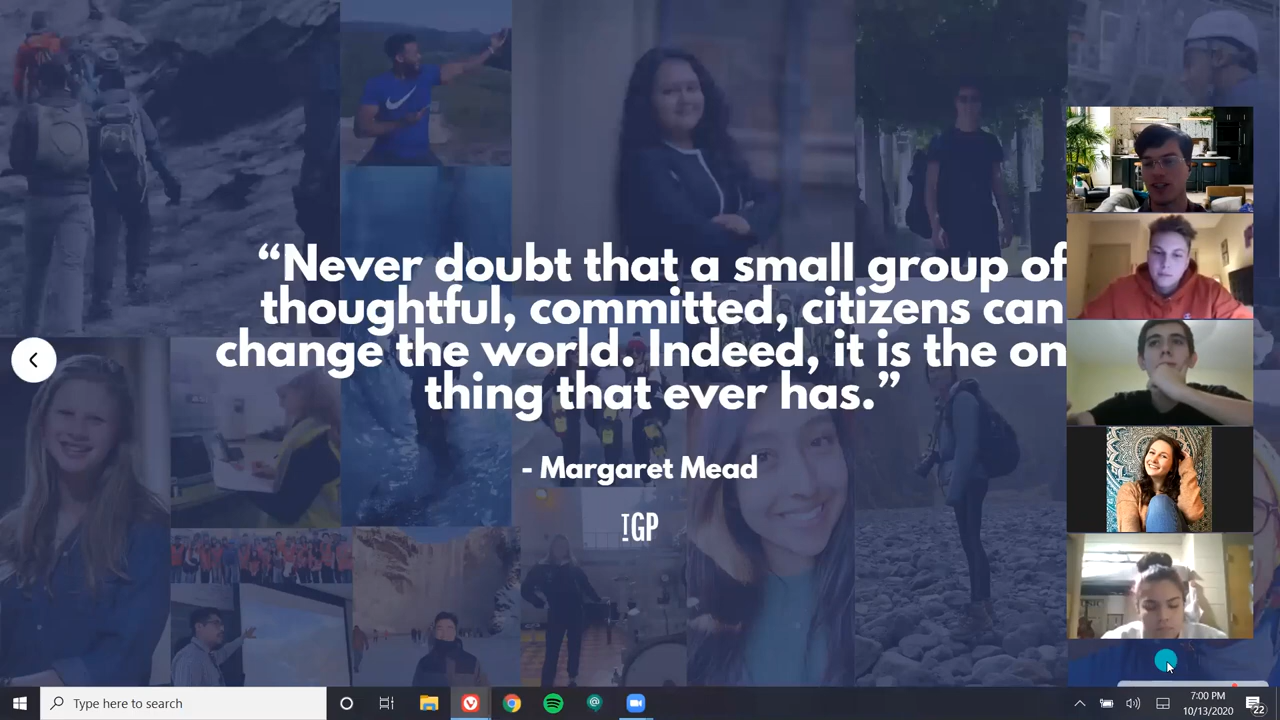 “Never doubt that a small group of
thoughtful, committed, citizens can
change the world. Indeed, it is the on
thing that ever has.”
- Margaret Mead
TGP
Type here to search
7:00 PM
10/13/2020
22